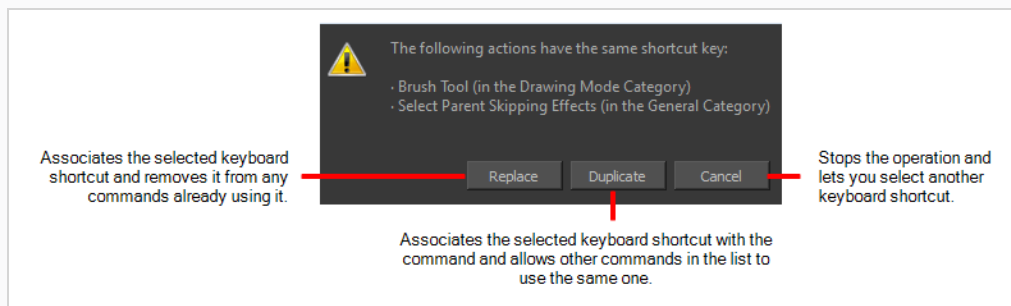 The following actions have the same shortcut key:
· Brush Tool (in the Drawing Mode Category)
· Select Parent Skipping Effects (in the General Category)
Associates the selected keyboard
shortcut and removes it from any
commands already using it.
Replace
Duplicate
Cancel
Stops the operation and
lets you select another
keyboard shortcut.
Associates the selected keyboard shortcut with the
command and allows other commands in the list to
use the same one.